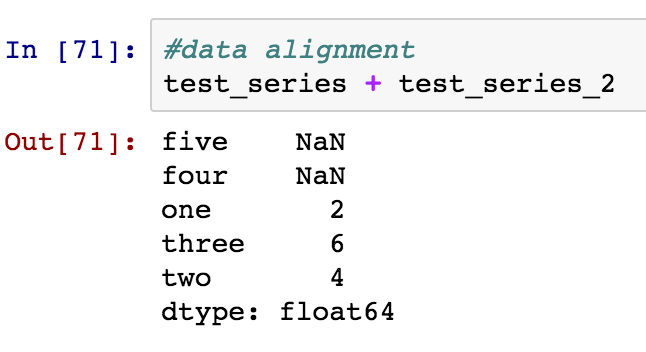 In [71]: #data alignment
test_series + test_series_2
Out[71]: five NaN
four NaN
one 2
three 6
two 4
dtype: float64